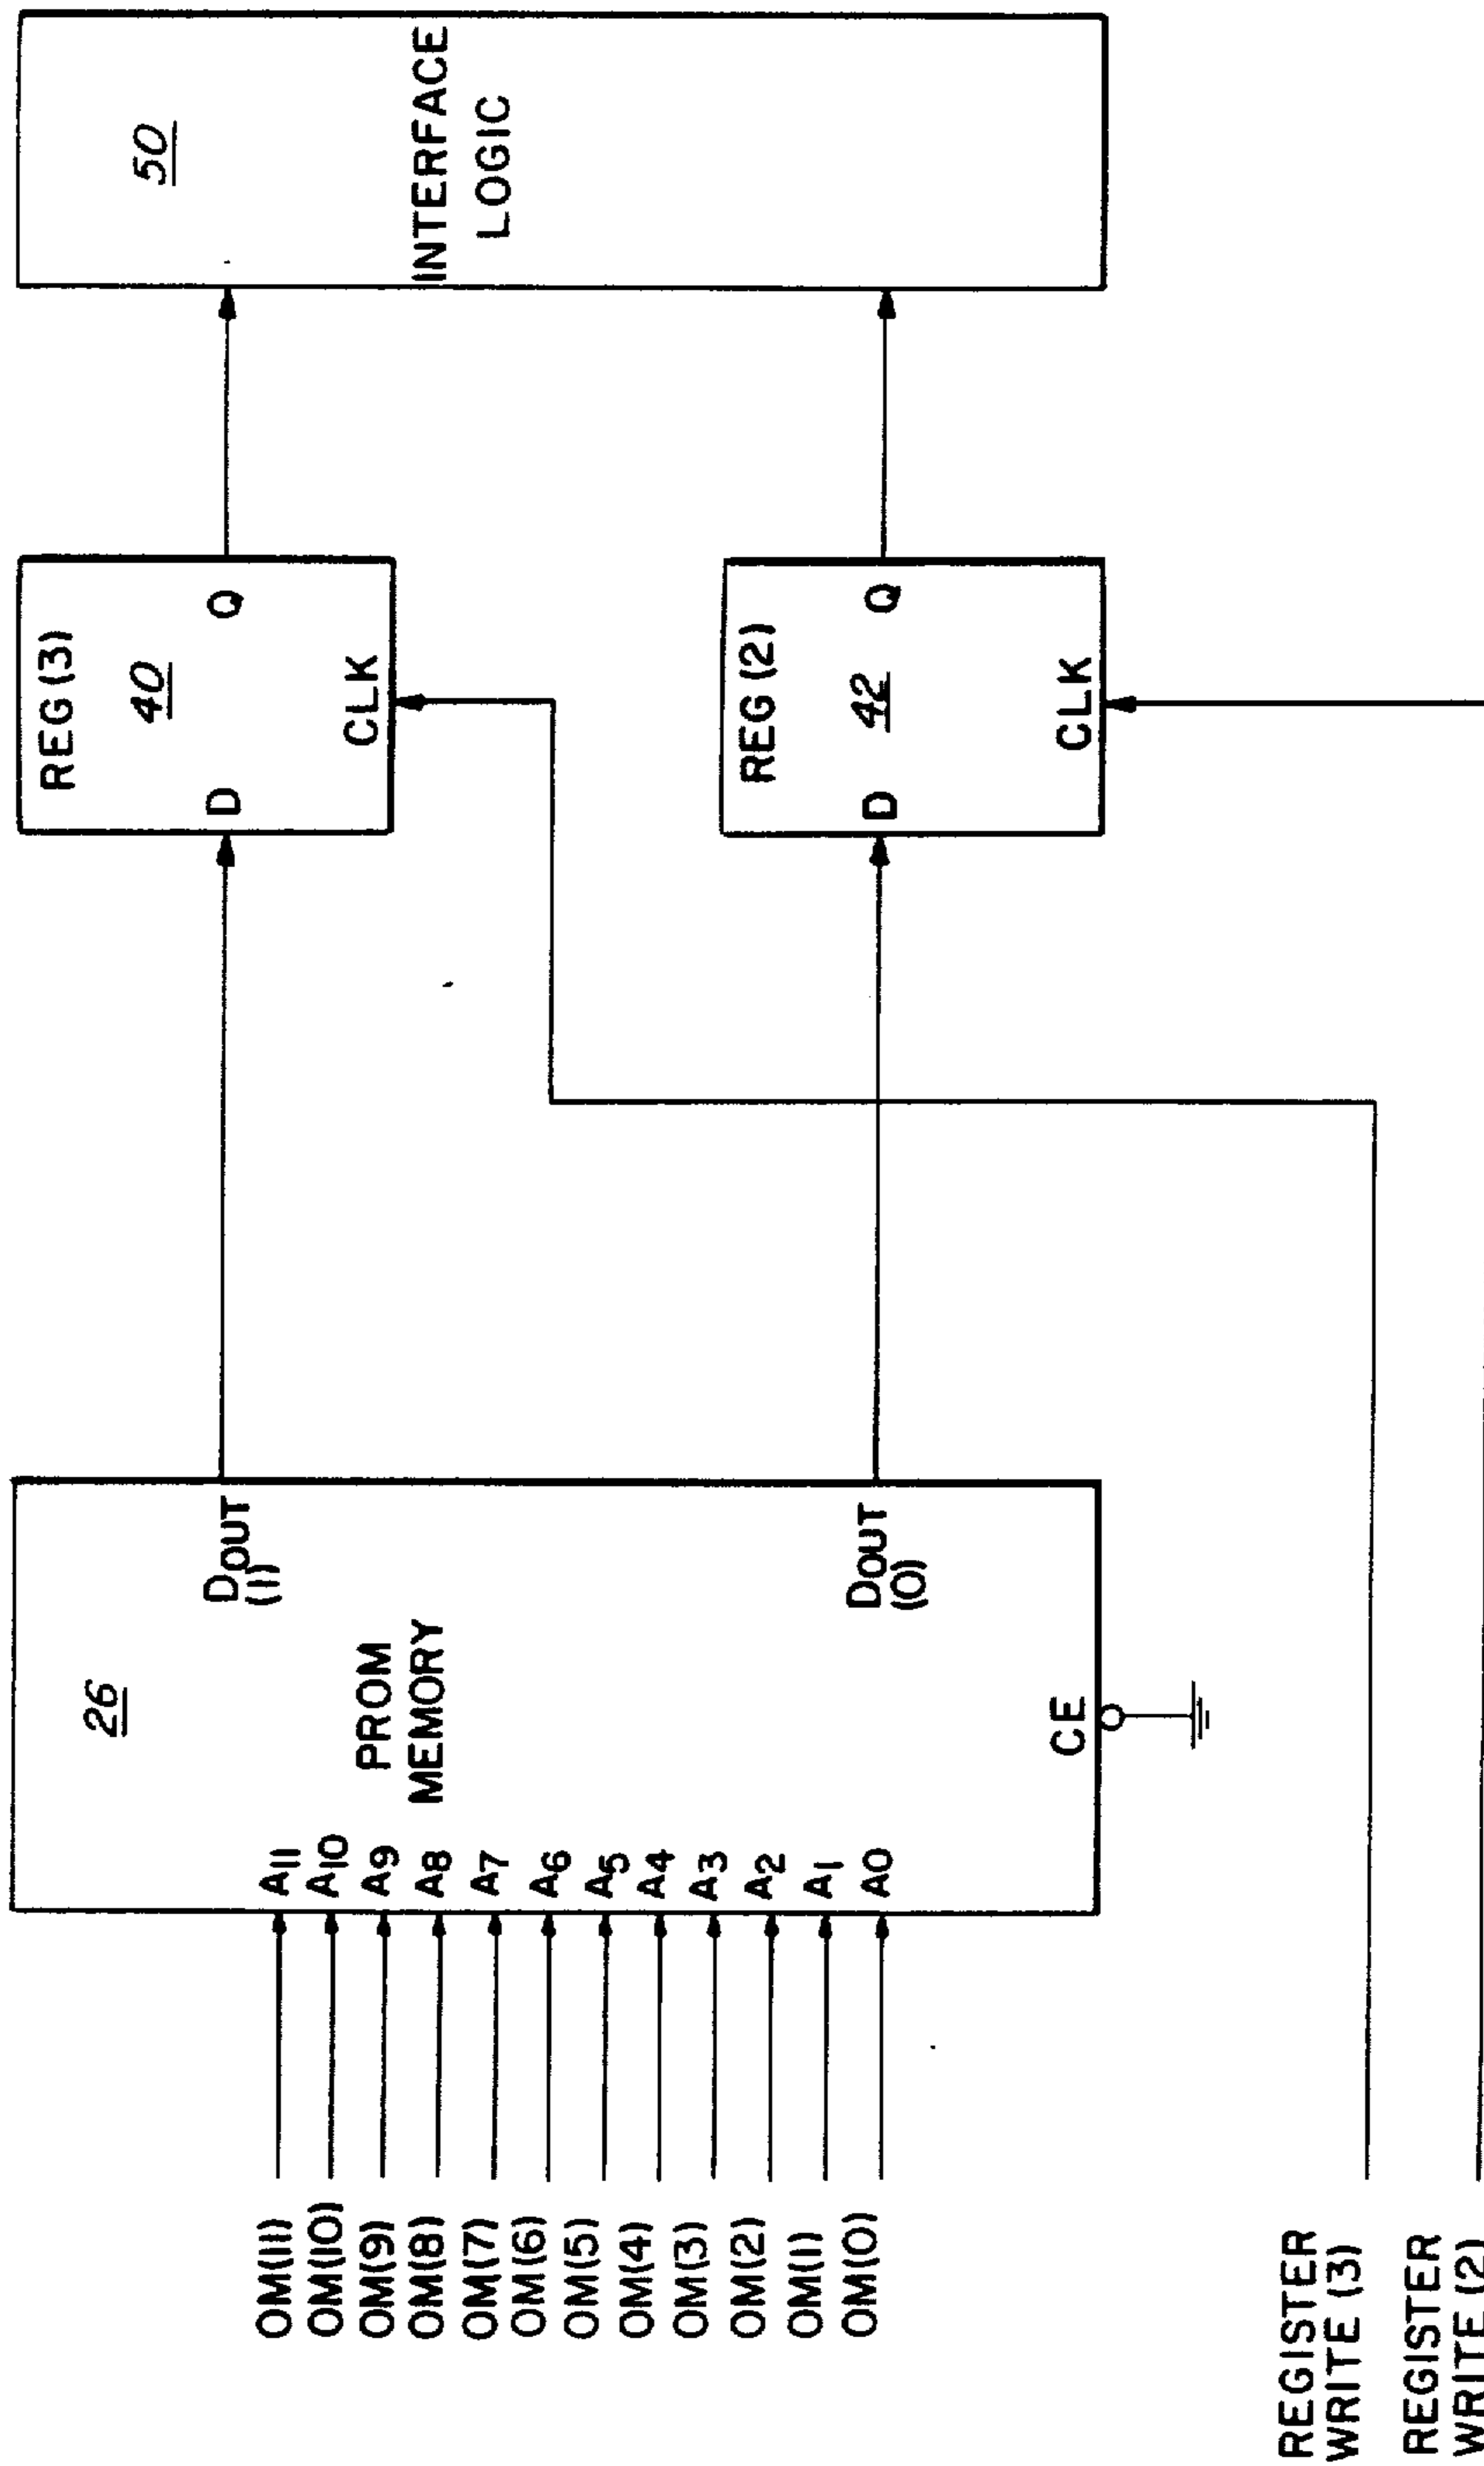 OM(11)
OM(10)
OM(9)
OM(8)
OM(7)
OM(6)
OM(5)
OM(4)
OM(3)
OM(2)
OM(1)
OM(0)
A11
A10
A9
A8
A7
A6
A5
A4
A3
A2
A1
A0
26
PROM
MEMORY
DOUT
(1)
DOUT
(0)
CE
REG (3)
40
D
Q
CLK
REG (2)
42
D
Q
CLK
50
INTERFACE
LOGIC
REGISTER
WRITE (3)
REGISTER
WRITE (2)